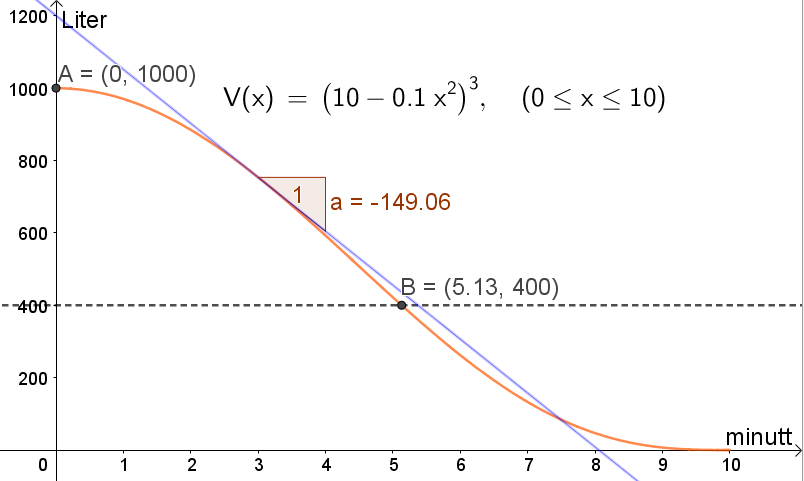 1200
Liter
A = (0, 1000)
1000
V(x) = (10 − 0.1 x²)³, (0 ≤ x ≤ 10)
800
1
a = -149.06
600
B = (5.13, 400)
400
200
minutt
0 1 2 3 4 5 6 7 8 9 10